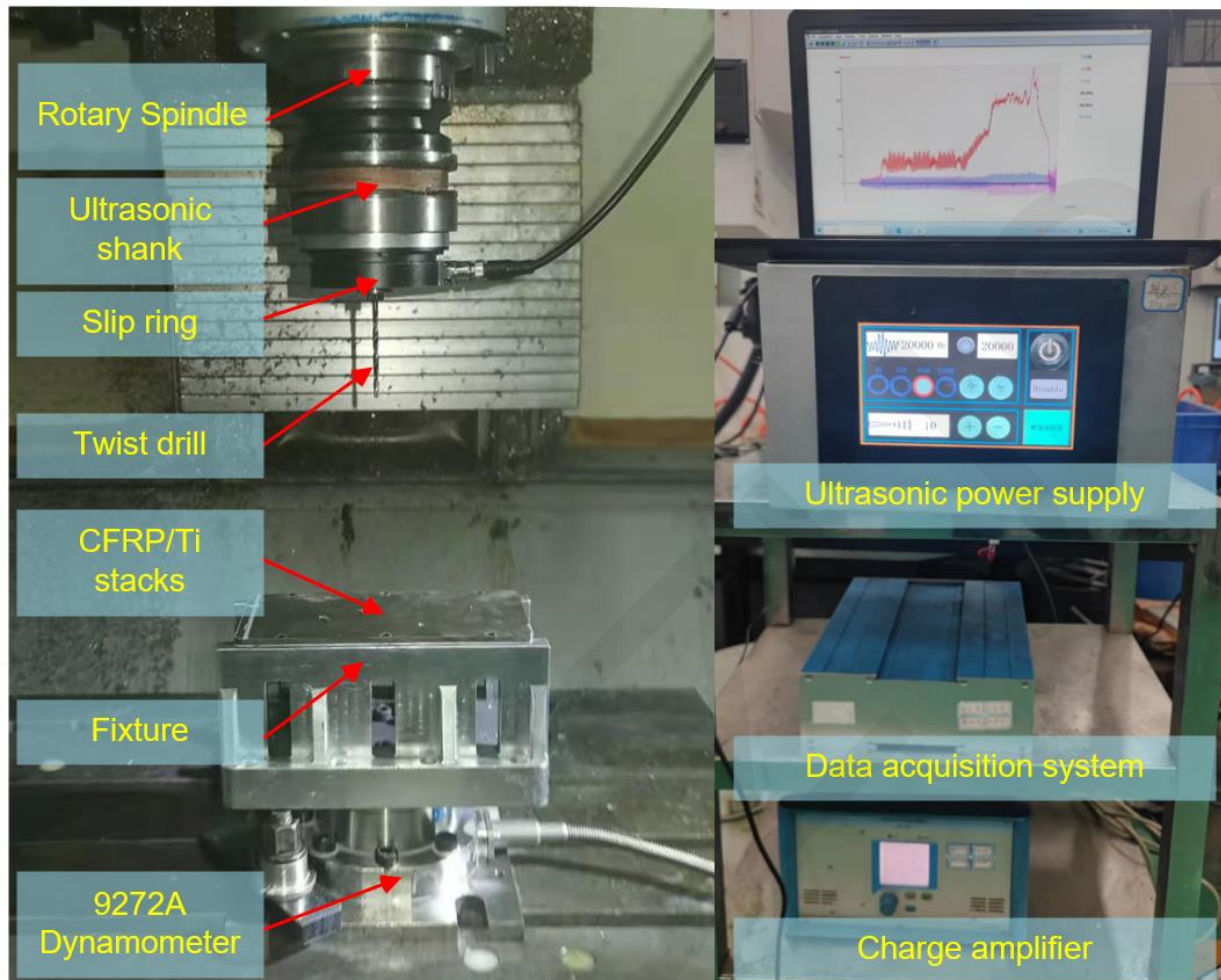 Rotary Spindle
Ultrasonic
shank
Slip ring
Twist drill
CFRP/Ti
stacks
Fixture
9272A
Dynamometer
20000 Hz
20000
10
Ultrasonic power supply
Data acquisition system
Charge amplifier